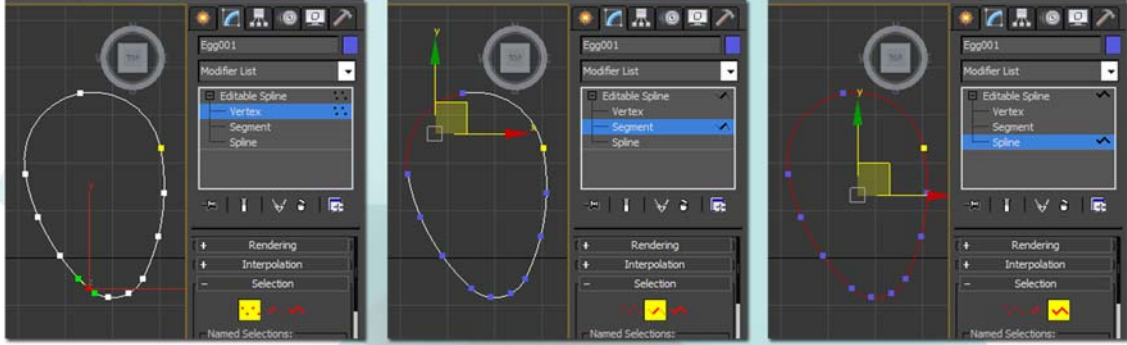 TOP
Egg001
Modifier List
Editable Spline
Vertex
Segment
Spline
+ Rendering
+ Interpolation
- Selection
Named Selections:
y
x
TOP
Egg001
Modifier List
Editable Spline
Vertex
Segment
Spline
+ Rendering
+ Interpolation
- Selection
Named Selections:
y
TOP
Egg001
Modifier List
Editable Spline
Vertex
Segment
Spline
+ Rendering
+ Interpolation
- Selection
Named Selections: